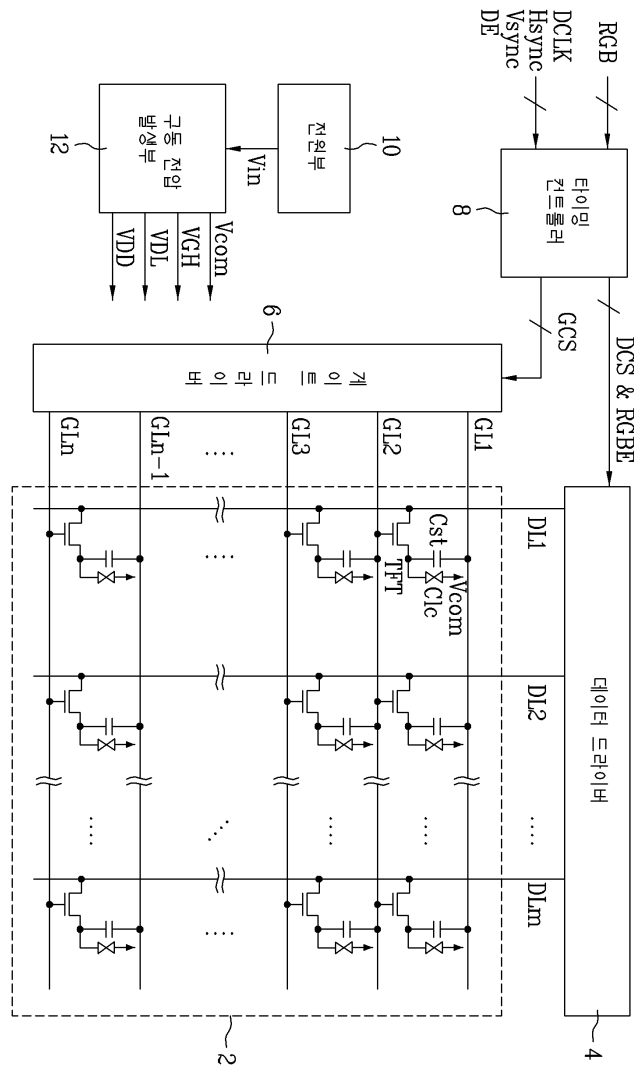 RGB
DCLK
Hsync
Vsync
DE
타이밍
컨트롤러
8
DCS & RGBE
GCS
전원부
10
Vin
구동 전압
발생부
12
Vcom
VGH
VDL
VDD
게이트 드라이버
6
데이터 드라이버
4
GL1
GL2
GL3
....
GLn-1
GLn
DL1
DL2
....
DLm
Cst
Vcom
Clc
TFT
....
....
....
....
....
....
2